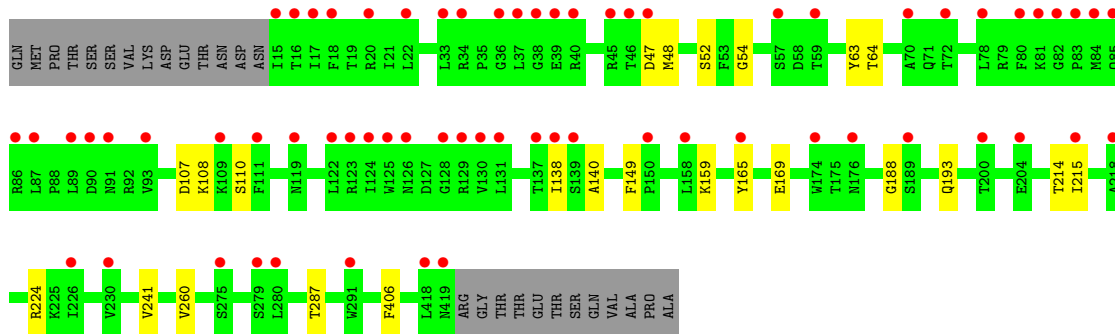 GLN MET PRO THR SER SER VAL LYS ASP GLU THR ASN ASP ASN I15 T16 I17 F18 T19 R20 I21 L22 L33 R34 P35 G36 L37 G38 E39 R40 R45 T46 D47 M48 S52 F53 G54 S57 D58 T59 Y63 T64 A70 Q71 T72 L78 R79 F80 K81 G82 P83 M84 Q85
R86 L87 P88 L89 D90 N91 R92 V93 D107 K108 K109 S110 F111 N119 L122 R123 I124 W125 N126 D127 G128 R129 V130 L131 T137 I138 S139 A140 F149 P150 L158 K159 Y165 E169 W174 T175 N176 G188 S189 Q193 T200 E204 T214 I215 A218
R224 K225 I226 V230 V241 V260 S275 S279 L280 T287 W291 F406 L418 N419 ARG GLY THR THR GLU THR SER GLN VAL ALA PRO ALA